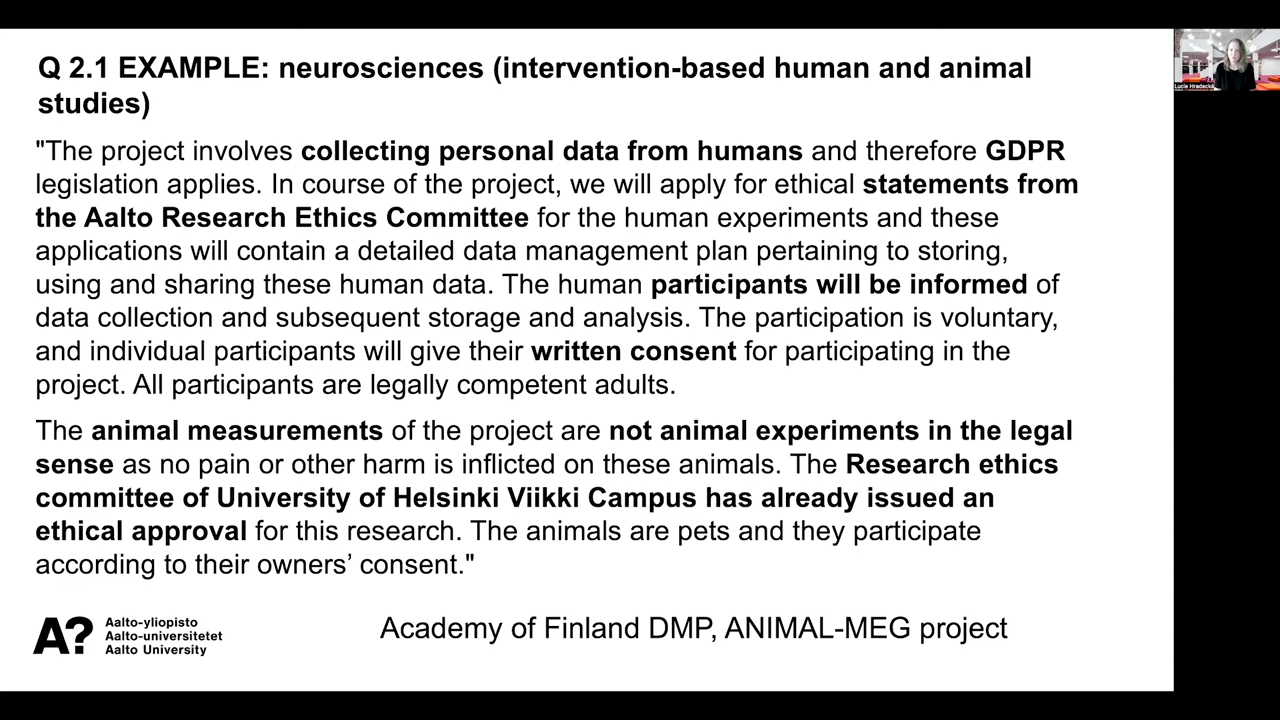 Q 2.1 EXAMPLE: neurosciences (intervention-based human and animal
studies)
"The project involves collecting personal data from humans and therefore GDPR
legislation applies. In course of the project, we will apply for ethical statements from
the Aalto Research Ethics Committee for the human experiments and these
applications will contain a detailed data management plan pertaining to storing,
using and sharing these human data. The human participants will be informed of
data collection and subsequent storage and analysis. The participation is voluntary,
and individual participants will give their written consent for participating in the
project. All participants are legally competent adults.
The animal measurements of the project are not animal experiments in the legal
sense as no pain or other harm is inflicted on these animals. The Research ethics
committee of University of Helsinki Viikki Campus has already issued an
ethical approval for this research. The animals are pets and they participate
according to their owners’ consent."
A?
Aalto-yliopisto
Aalto-universitetet
Aalto University
Academy of Finland DMP, ANIMAL-MEG project
Lucie Hradecká